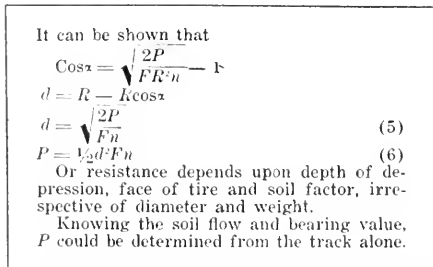 It can be shown that
Cosα = √(2P/FR²n) — 1
d = R — Rcosα
d = √(2P/Fn) (5)
P = ½d²Fn (6)
Or resistance depends upon depth of de-
pression, face of tire and soil factor, irre-
spective of diameter and weight.
Knowing the soil flow and bearing value,
P could be determined from the track alone.